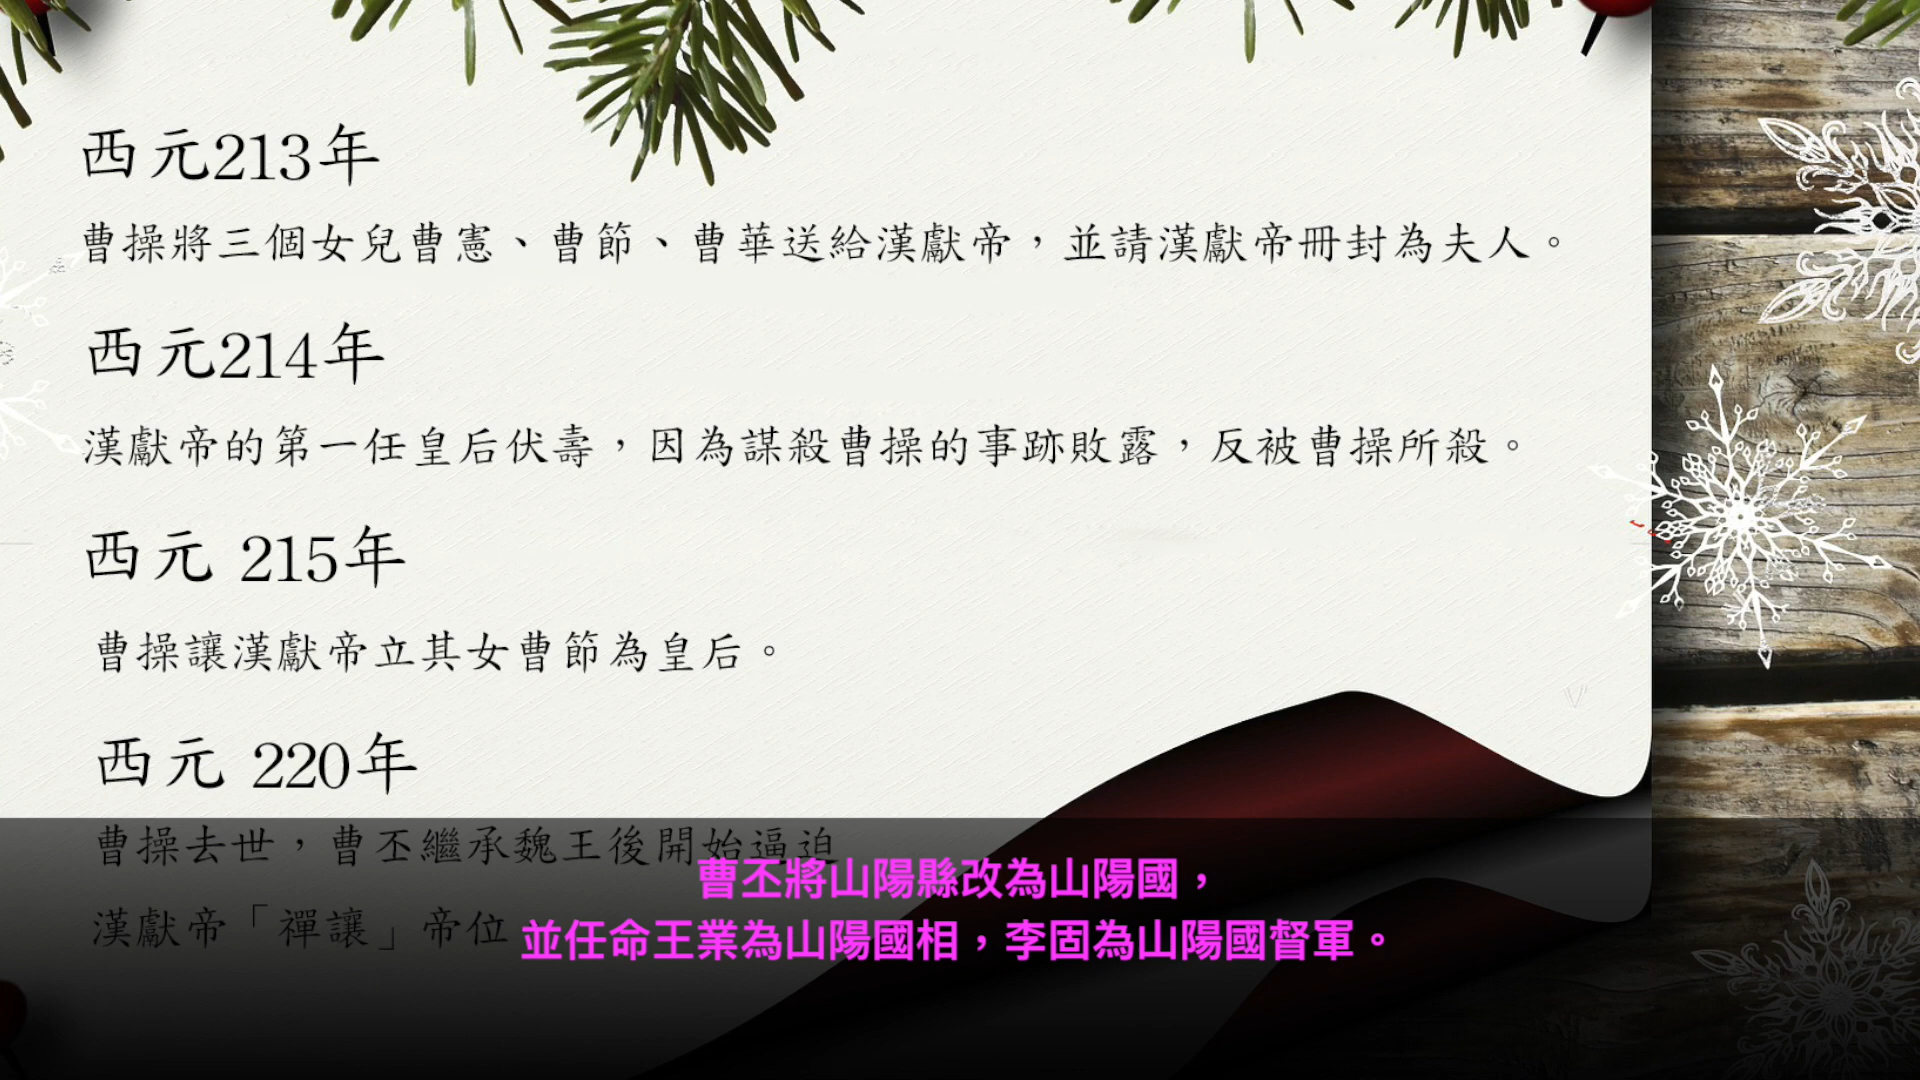 西元213年
曹操將三個女兒曹憲、曹節、曹華送給漢獻帝，並請漢獻帝冊封為夫人。
西元214年
漢獻帝的第一任皇后伏壽，因為謀殺曹操的事跡敗露，反被曹操所殺。
西元 215年
曹操讓漢獻帝立其女曹節為皇后。
西元 220年
曹操去世，曹丕繼承魏王後開始逼迫
漢獻帝「禪讓」帝位
曹丕將山陽縣改為山陽國，
並任命王業為山陽國相，李固為山陽國督軍。